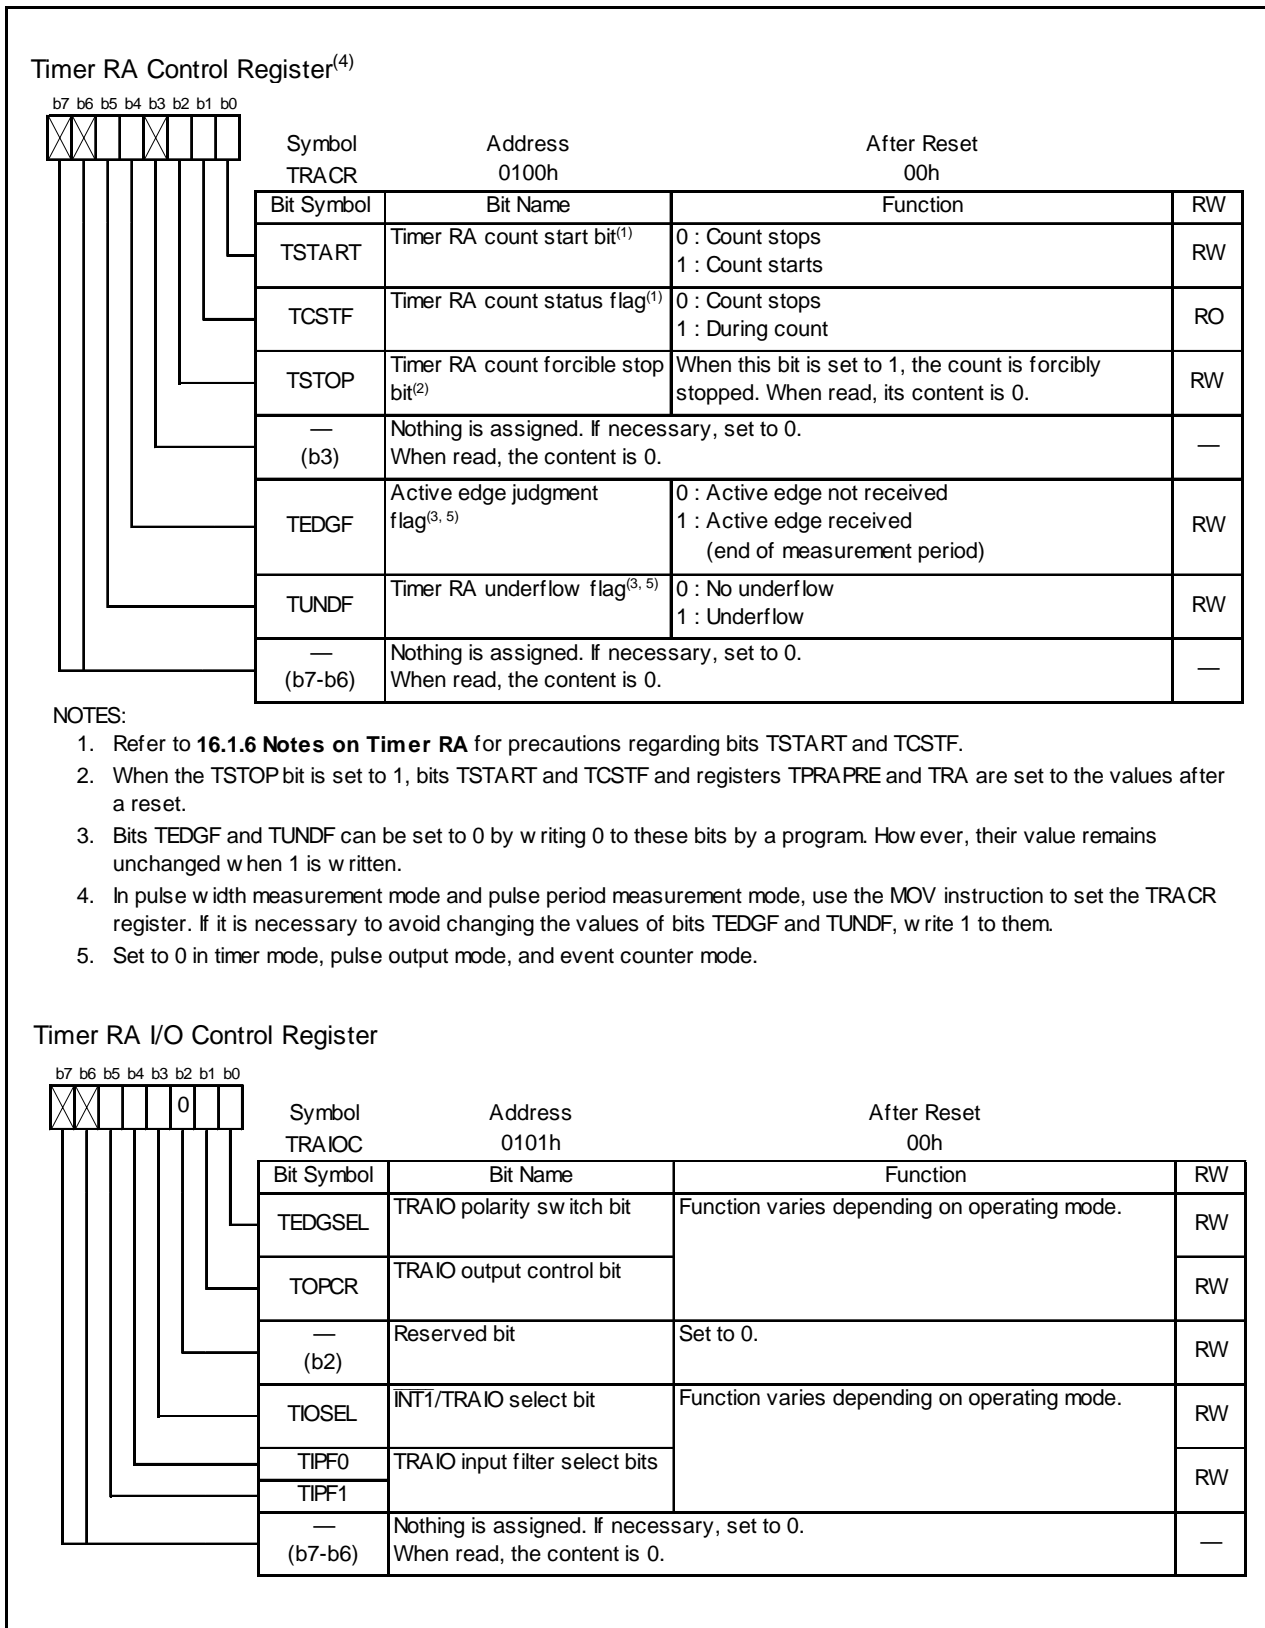 Timer RA Control Register(4)
b7 b6 b5 b4 b3 b2 b1 b0
Symbol Address After Reset
TRACR 0100h 00h
Bit Symbol Bit Name Function RW
TSTART Timer RA count start bit(1) 0 : Count stops RW
1 : Count starts
TCSTF Timer RA count status flag(1) 0 : Count stops RO
1 : During count
TSTOP Timer RA count forcible stop When this bit is set to 1, the count is forcibly RW
bit(2) stopped. When read, its content is 0.
— Nothing is assigned. If necessary, set to 0. —
(b3) When read, the content is 0.
TEDGF Active edge judgment 0 : Active edge not received RW
flag(3, 5) 1 : Active edge received
(end of measurement period)
TUNDF Timer RA underflow flag(3, 5) 0 : No underflow RW
1 : Underflow
— Nothing is assigned. If necessary, set to 0. —
(b7-b6) When read, the content is 0.
NOTES:
1. Refer to 16.1.6 Notes on Timer RA for precautions regarding bits TSTART and TCSTF.
2. When the TSTOP bit is set to 1, bits TSTART and TCSTF and registers TPRAPRE and TRA are set to the values after
a reset.
3. Bits TEDGF and TUNDF can be set to 0 by writing 0 to these bits by a program. However, their value remains
unchanged when 1 is written.
4. In pulse width measurement mode and pulse period measurement mode, use the MOV instruction to set the TRACR
register. If it is necessary to avoid changing the values of bits TEDGF and TUNDF, write 1 to them.
5. Set to 0 in timer mode, pulse output mode, and event counter mode.
Timer RA I/O Control Register
b7 b6 b5 b4 b3 b2 b1 b0
0
Symbol Address After Reset
TRAIOC 0101h 00h
Bit Symbol Bit Name Function RW
TEDGSEL TRAIO polarity switch bit Function varies depending on operating mode. RW
TOPCR TRAIO output control bit RW
— Reserved bit Set to 0. RW
(b2)
TIOSEL I̅N̅T̅1̅/TRAIO select bit Function varies depending on operating mode. RW
TIPF0 TRAIO input filter select bits RW
TIPF1
— Nothing is assigned. If necessary, set to 0. —
(b7-b6) When read, the content is 0.